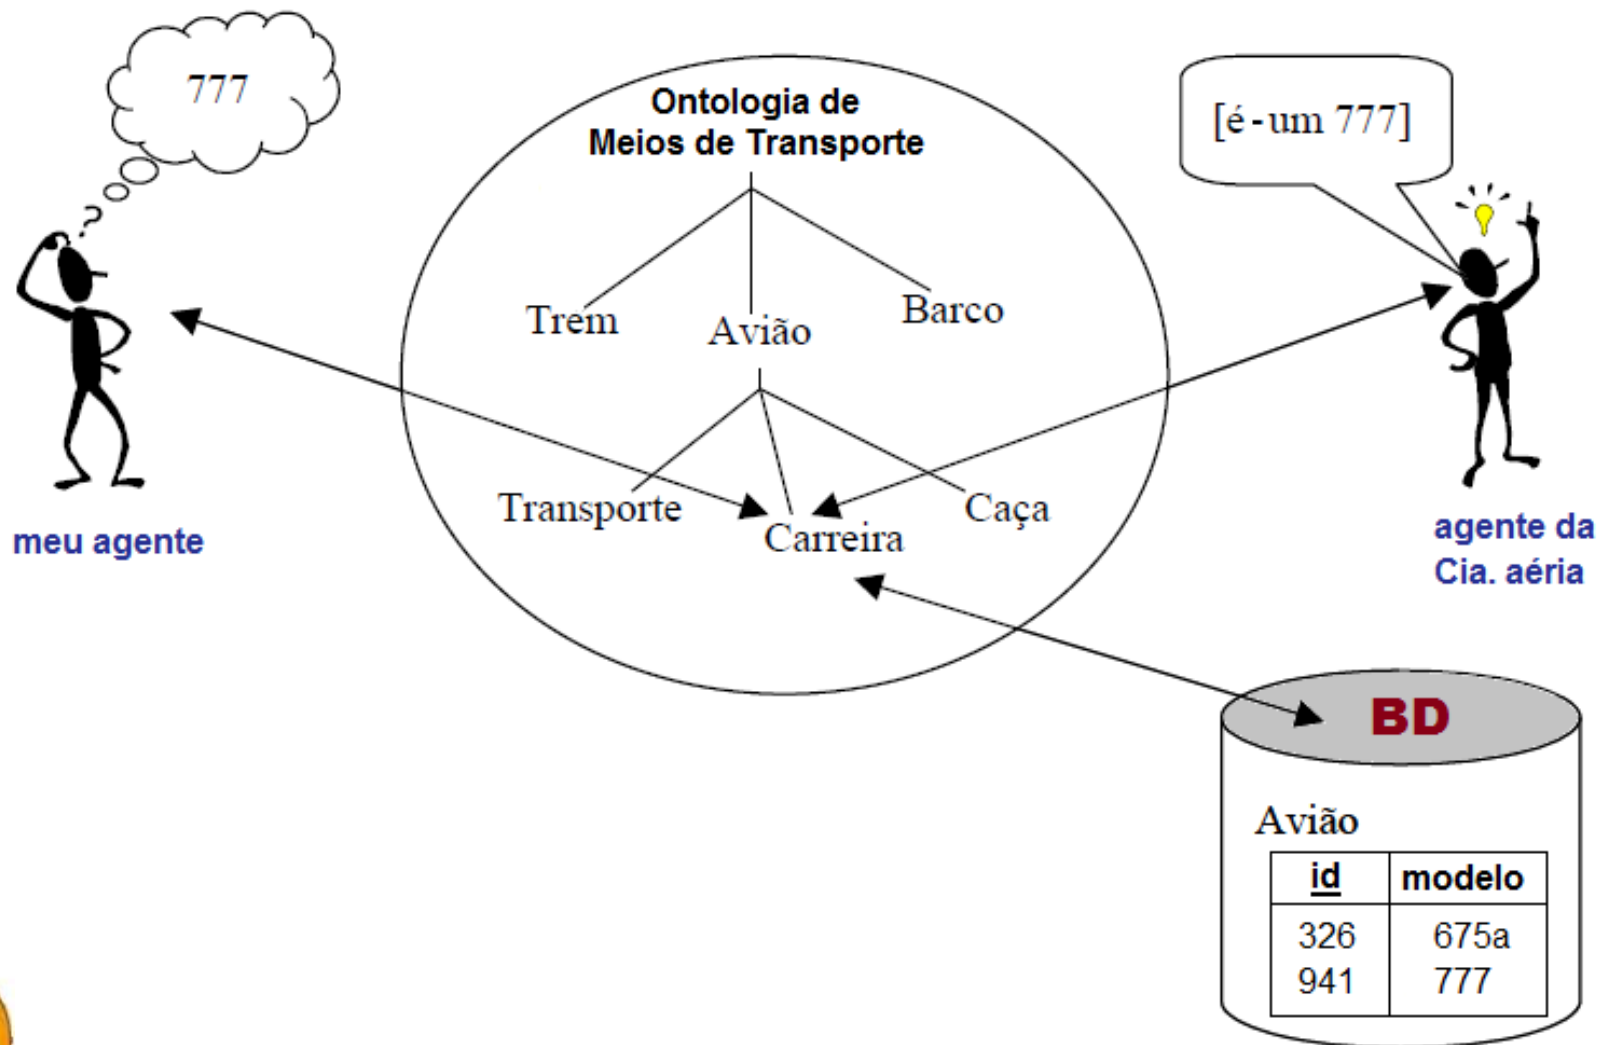 777
?
Ontologia de
Meios de Transporte
[é-um 777]
Trem
Avião
Barco
Transporte
Carreira
Caça
meu agente
agente da
Cia. aéria
BD
Avião
id modelo
326 675a
941 777